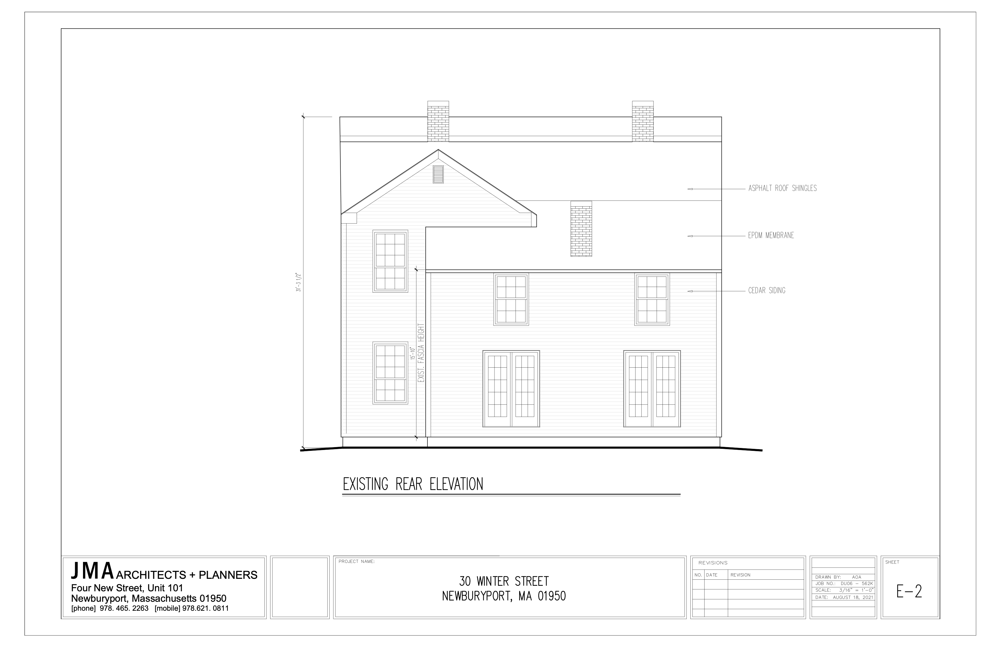 ASPHALT ROOF SHINGLES
EPDM MEMBRANE
CEDAR SIDING
31'-3 1/2"
15'-10"
EXIST. FASCIA HEIGHT
EXISTING REAR ELEVATION
JMA ARCHITECTS + PLANNERS
Four New Street, Unit 101
Newburyport, Massachusetts 01950
[phone] 978. 465. 2263 [mobile] 978.621. 0811
PROJECT NAME:
30 WINTER STREET
NEWBURYPORT, MA 01950
REVISIONS
NO. DATE REVISION
DRAWN BY: AOA
JOB NO.: DU06 - 562K
SCALE: 3/16" = 1'-0"
DATE: AUGUST 18, 2021
SHEET
E-2